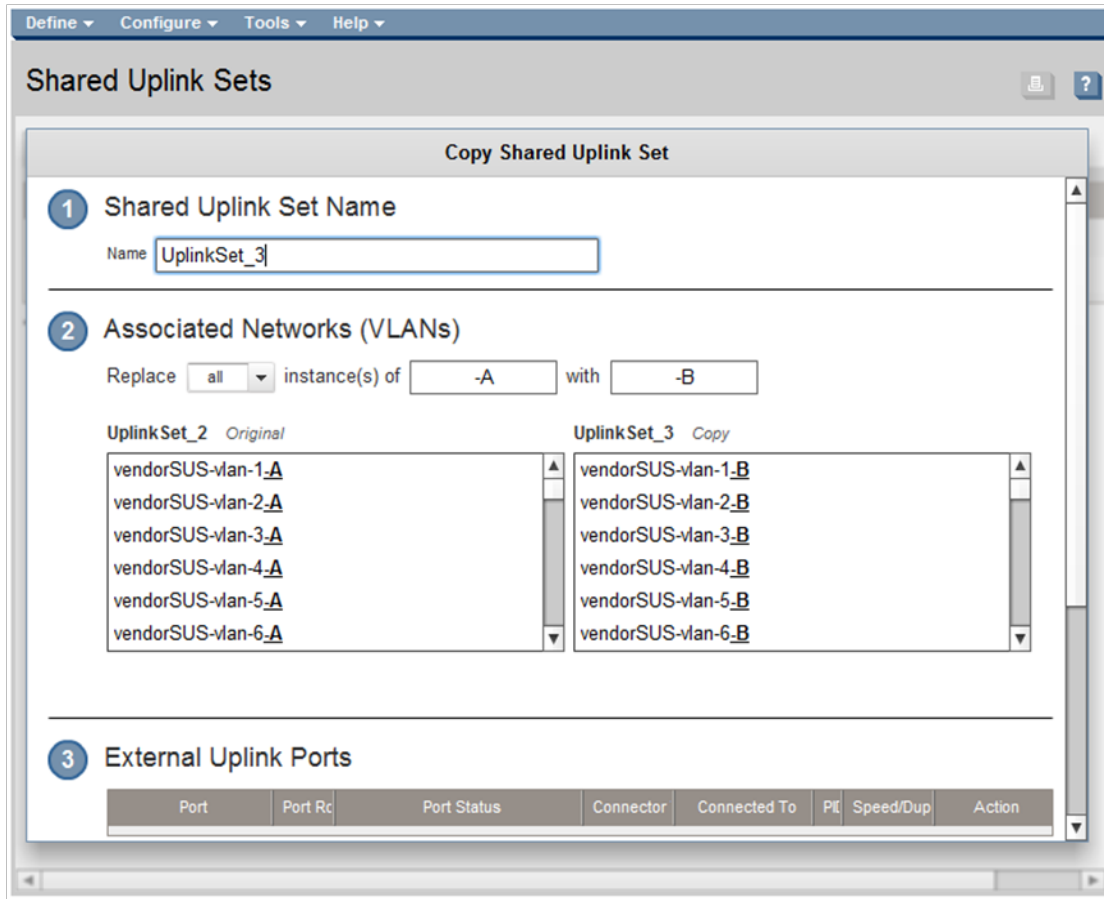 Define Configure Tools Help
Shared Uplink Sets
?
Copy Shared Uplink Set
1 Shared Uplink Set Name
Name UplinkSet_3
2 Associated Networks (VLANs)
Replace all instance(s) of -A with -B
UplinkSet_2 Original UplinkSet_3 Copy
vendorSUS-vlan-1-A vendorSUS-vlan-1-B
vendorSUS-vlan-2-A vendorSUS-vlan-2-B
vendorSUS-vlan-3-A vendorSUS-vlan-3-B
vendorSUS-vlan-4-A vendorSUS-vlan-4-B
vendorSUS-vlan-5-A vendorSUS-vlan-5-B
vendorSUS-vlan-6-A vendorSUS-vlan-6-B
3 External Uplink Ports
Port Port Ro Port Status Connector Connected To PID Speed/Dup Action